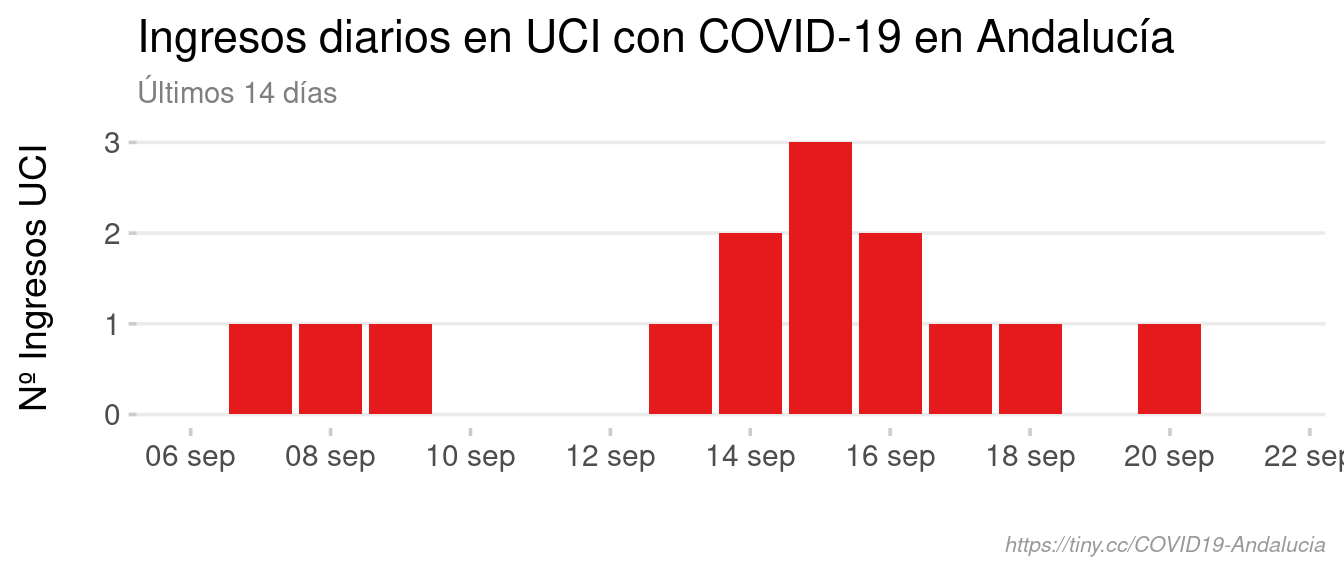 Ingresos diarios en UCI con COVID-19 en Andalucía
Últimos 14 días
Nº Ingresos UCI
3
2
1
0
06 sep 08 sep 10 sep 12 sep 14 sep 16 sep 18 sep 20 sep 22 sep
https://tiny.cc/COVID19-Andalucia